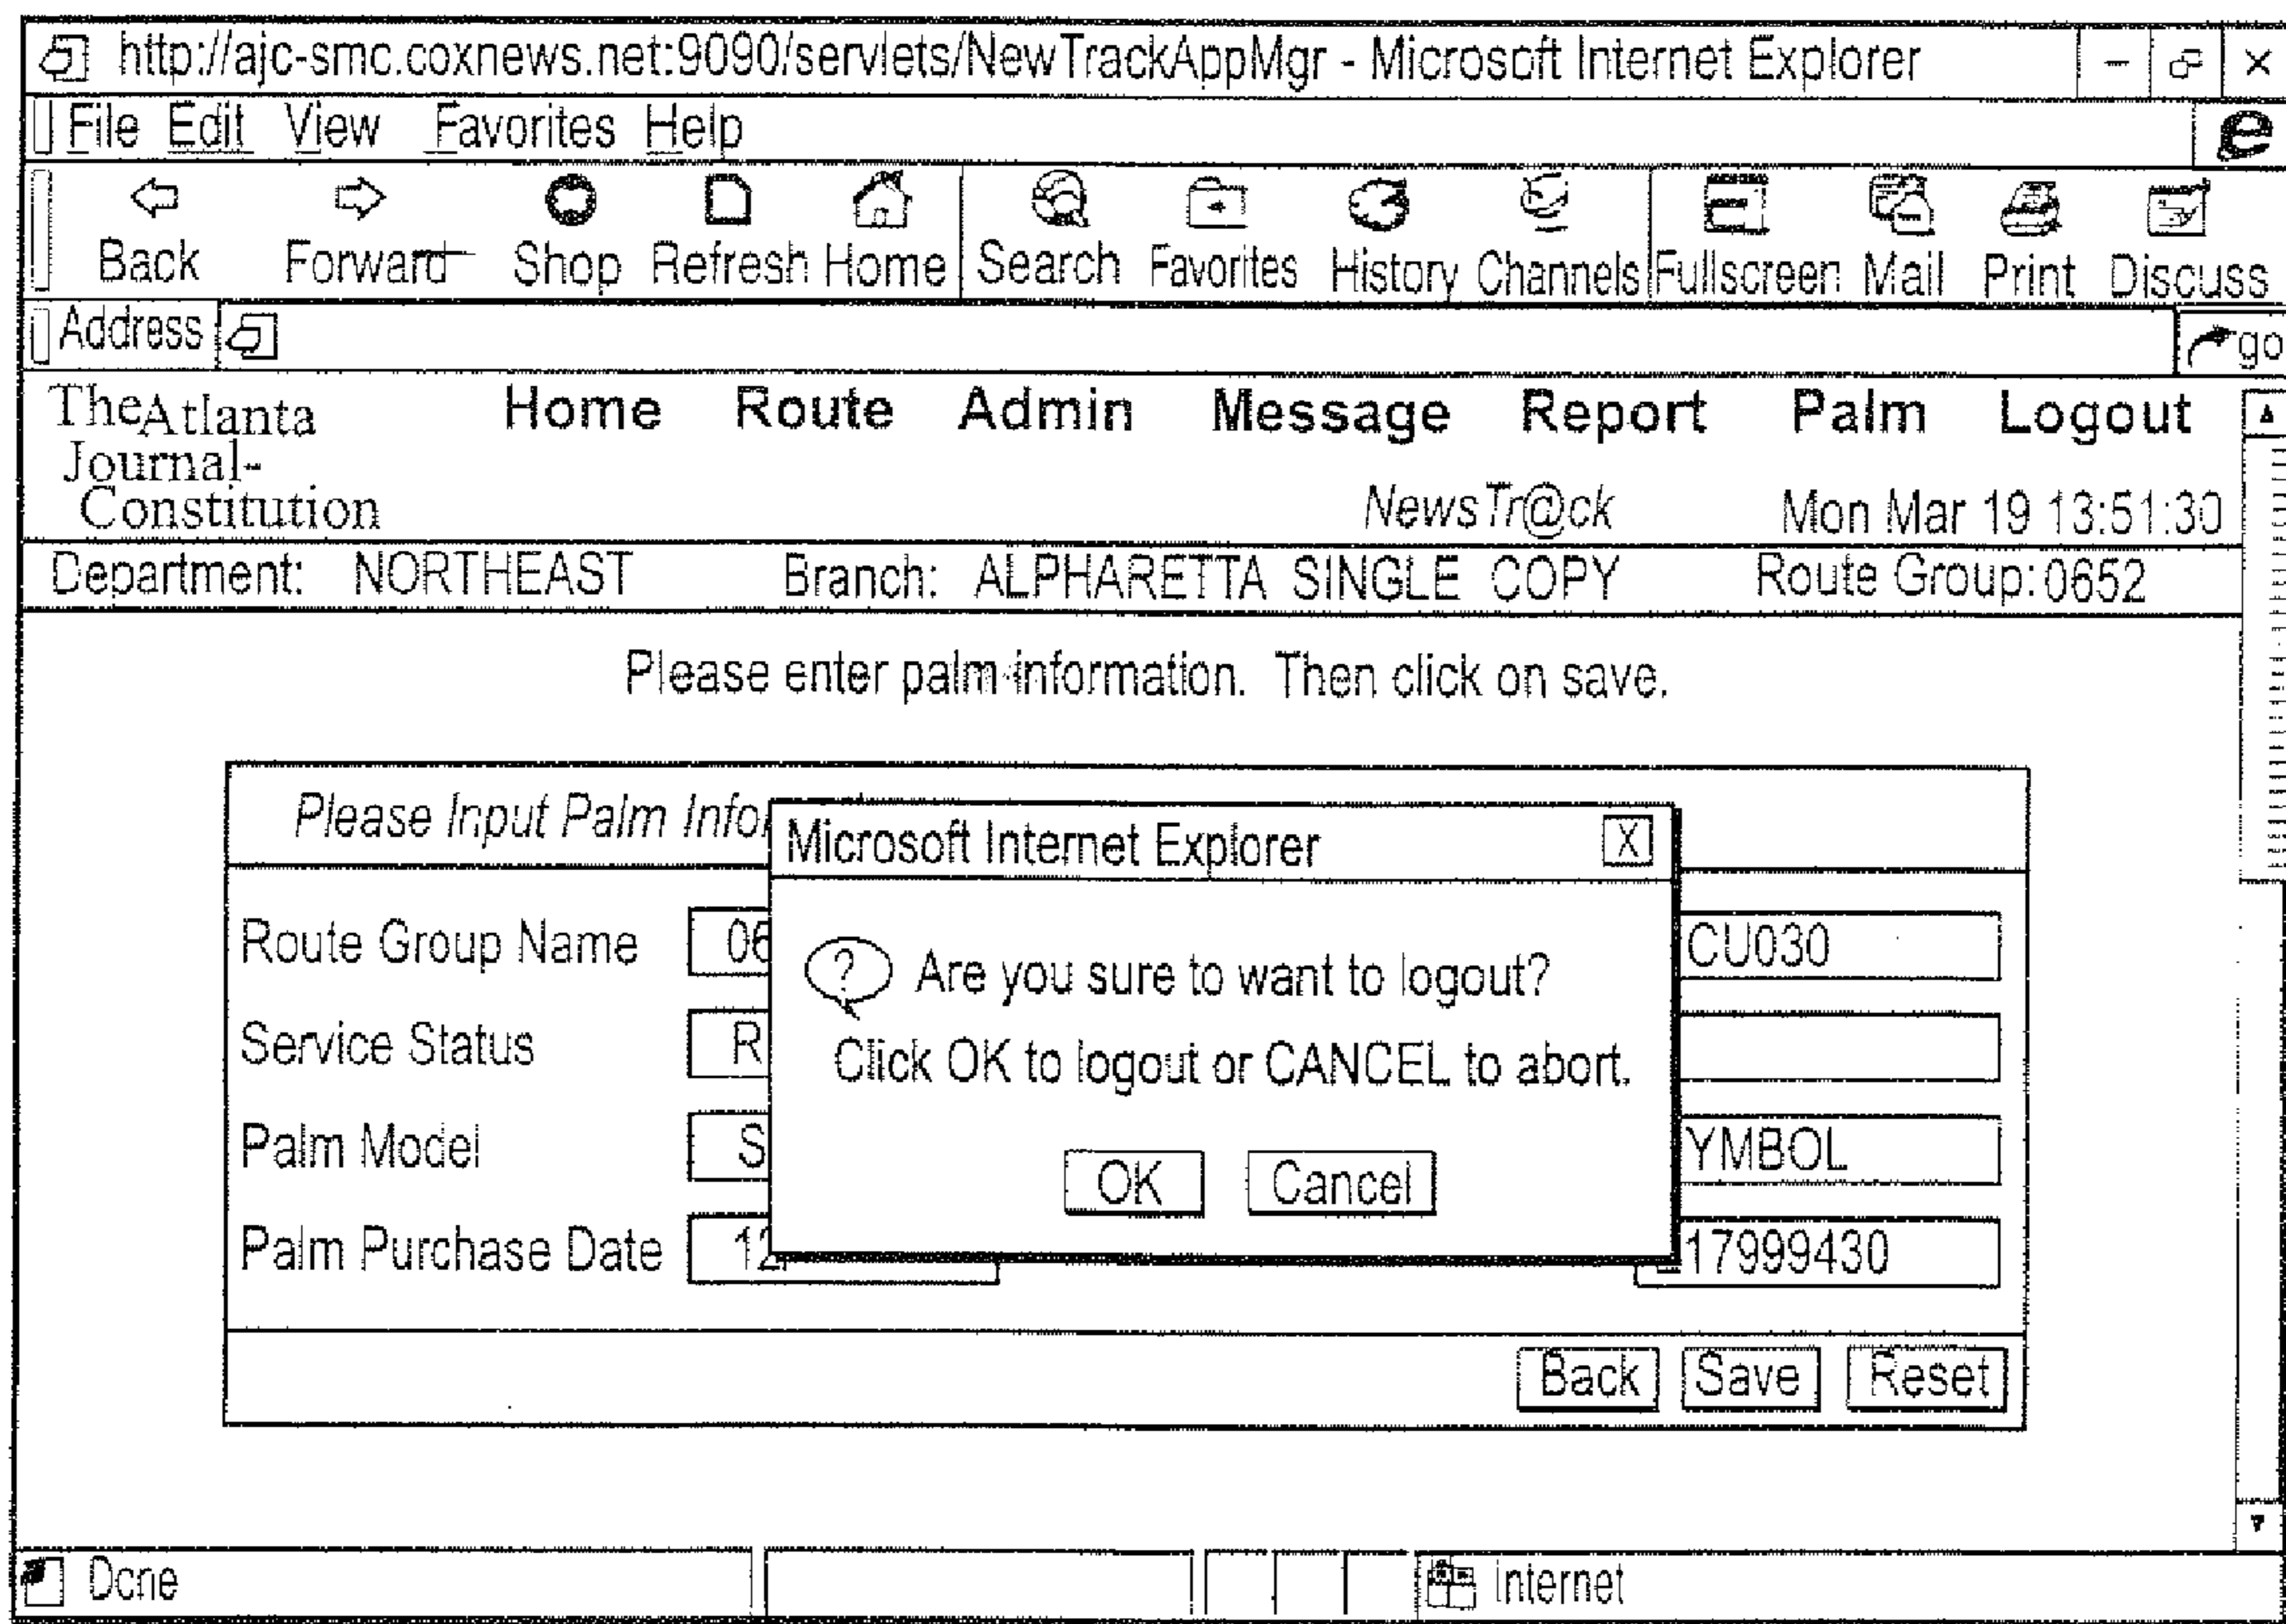 http://ajc-smc.coxnews.net:9090/servlets/NewTrackAppMgr - Microsoft Internet Explorer
File Edit View Favorites Help
Back Forward Shop Refresh Home Search Favorites History Channels Fullscreen Mail Print Discuss
Address go
The Atlanta Journal-Constitution
Home Route Admin Message Report Palm Logout
NewsTr@ck Mon Mar 19 13:51:30
Department: NORTHEAST Branch: ALPHARETTA SINGLE COPY Route Group: 0652
Please enter palm information. Then click on save.
Please Input Palm Infor
Microsoft Internet Explorer X
Route Group Name 06 CU030
? Are you sure to want to logout?
Service Status R
Click OK to logout or CANCEL to abort.
Palm Model S YMBOL
OK Cancel
Palm Purchase Date 12/ 17999430
Back Save Reset
Done Internet